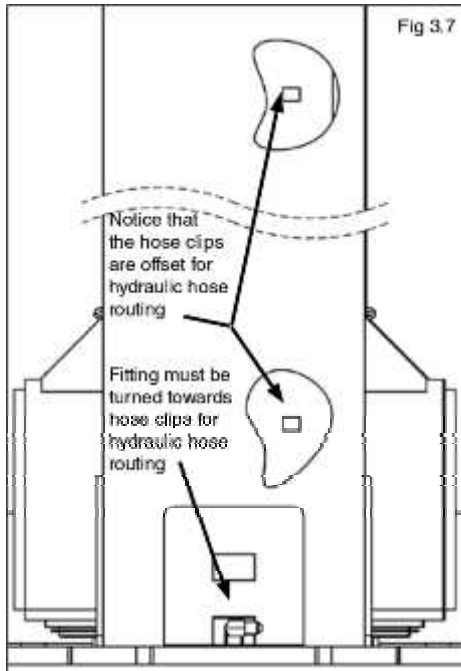 Fig 3.7
Notice that
the hose clips
are offset for
hydraulic hose
routing
Fitting must be
turned towards
hose clips for
hydraulic hose
routing